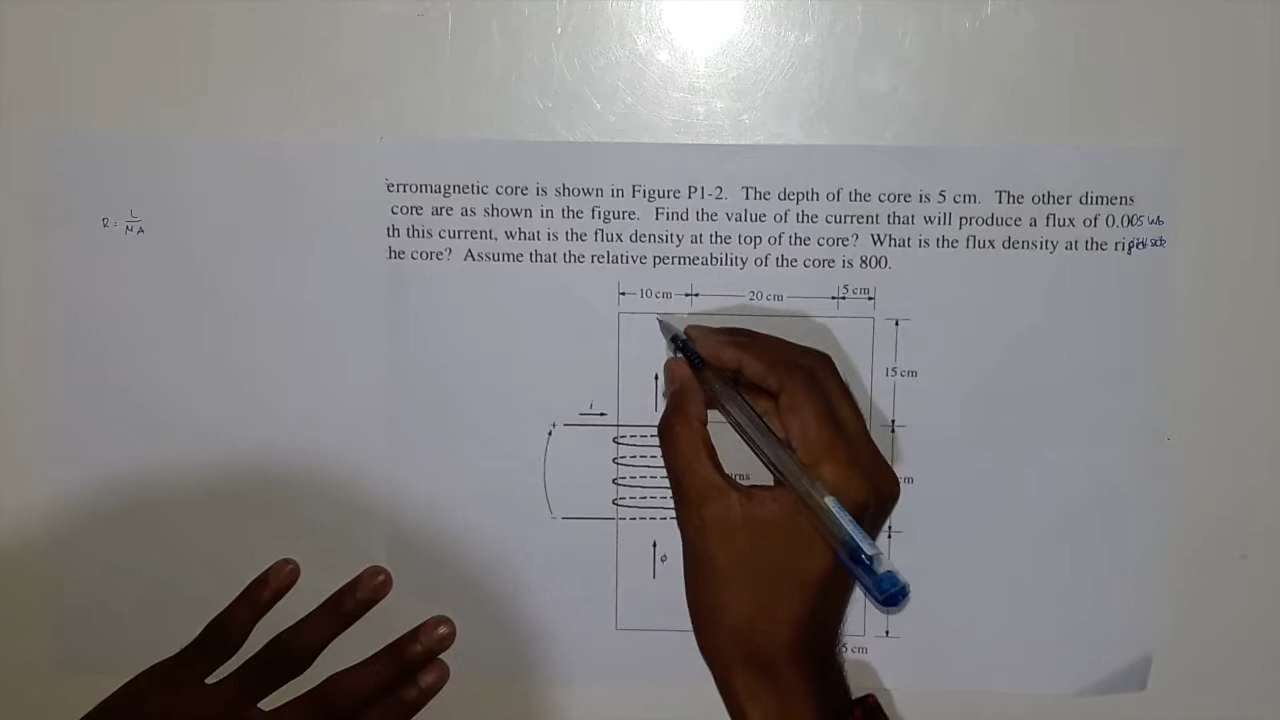 erromagnetic core is shown in Figure P1-2. The depth of the core is 5 cm. The other dimens
core are as shown in the figure. Find the value of the current that will produce a flux of 0.005 Wb
th this current, what is the flux density at the top of the core? What is the flux density at the right side
he core? Assume that the relative permeability of the core is 800.
R = L
μA
10 cm
20 cm
5 cm
15 cm
i
+
urns
m
-
φ
5 cm